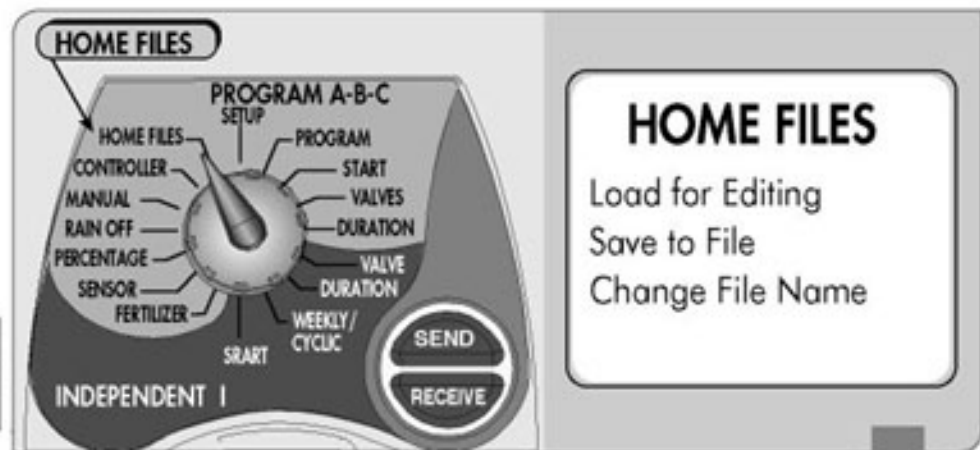 HOME FILES
PROGRAM A-B-C
SETUP
HOME FILES
PROGRAM
CONTROLLER
START
MANUAL
VALVES
RAIN OFF
DURATION
PERCENTAGE
VALVE
DURATION
SENSOR
FERTILIZER
WEEKLY/
CYCLIC
SRART
INDEPENDENT I
SEND
RECEIVE
HOME FILES
Load for Editing
Save to File
Change File Name